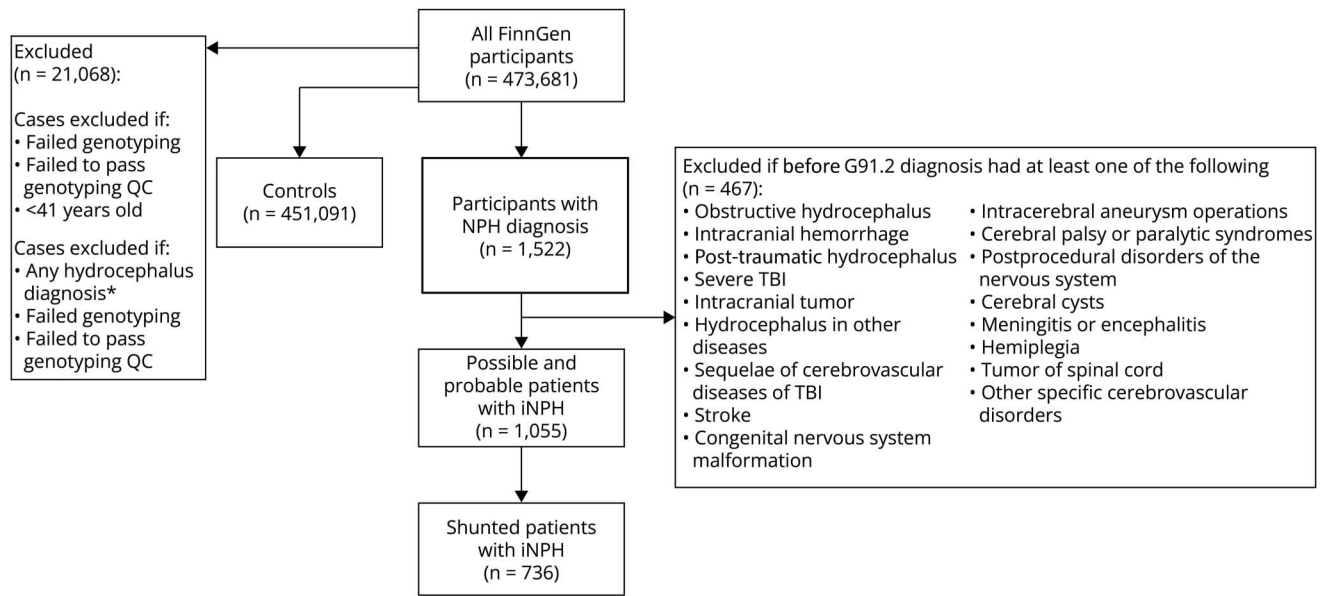 All FinnGen
participants
(n = 473,681)
Excluded
(n = 21,068):
Cases excluded if:
• Failed genotyping
• Failed to pass
genotyping QC
• <41 years old
Cases excluded if:
• Any hydrocephalus
diagnosis*
• Failed genotyping
• Failed to pass
genotyping QC
Controls
(n = 451,091)
Participants with
NPH diagnosis
(n = 1,522)
Excluded if before G91.2 diagnosis had at least one of the following
(n = 467):
• Obstructive hydrocephalus
• Intracranial hemorrhage
• Post-traumatic hydrocephalus
• Severe TBI
• Intracranial tumor
• Hydrocephalus in other
diseases
• Sequelae of cerebrovascular
diseases of TBI
• Stroke
• Congenital nervous system
malformation
• Intracerebral aneurysm operations
• Cerebral palsy or paralytic syndromes
• Postprocedural disorders of the
nervous system
• Cerebral cysts
• Meningitis or encephalitis
• Hemiplegia
• Tumor of spinal cord
• Other specific cerebrovascular
disorders
Possible and
probable patients
with iNPH
(n = 1,055)
Shunted patients
with iNPH
(n = 736)